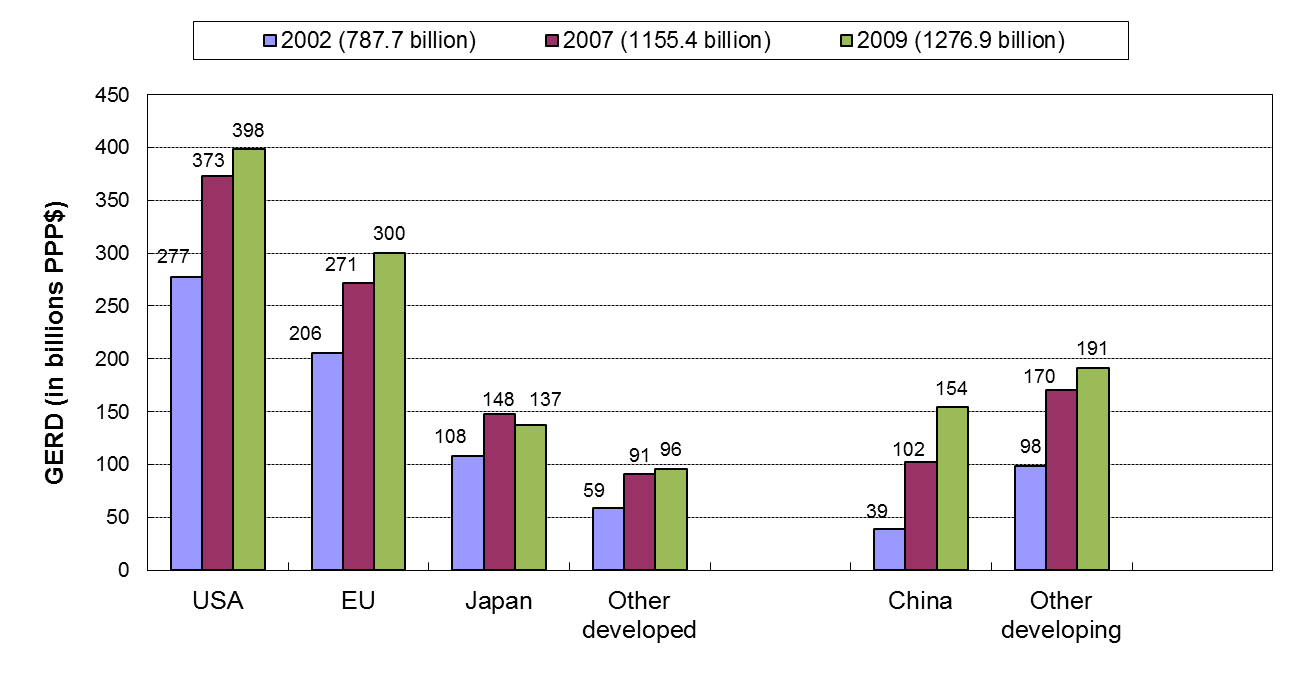 2002 (787.7 billion) 2007 (1155.4 billion) 2009 (1276.9 billion)
GERD (in billions PPP$)
450
400
350
300
250
200
150
100
50
0
277
373
398
206
271
300
108
148
137
59
91
96
39
102
154
98
170
191
USA
EU
Japan
Other
developed
China
Other
developing